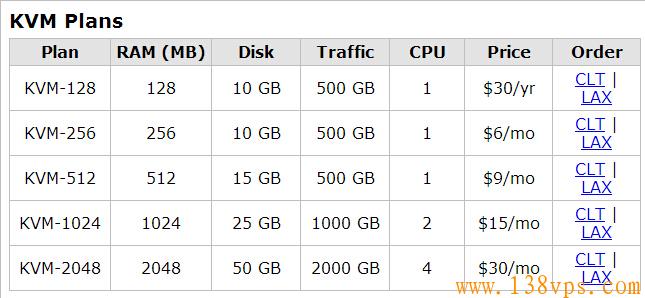 KVM Plans
Plan RAM (MB) Disk Traffic CPU Price Order
KVM-128 128 10 GB 500 GB 1 $30/yr CLT |
LAX
KVM-256 256 10 GB 500 GB 1 $6/mo CLT |
LAX
KVM-512 512 15 GB 500 GB 1 $9/mo CLT |
LAX
KVM-1024 1024 25 GB 1000 GB 2 $15/mo CLT |
LAX
KVM-2048 2048 50 GB 2000 GB 4 $30/mo CLT |
LAX
www.138vps.com